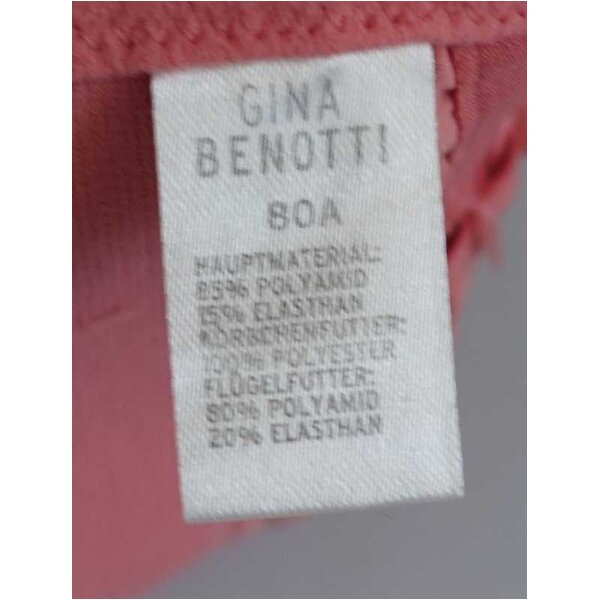 GINA
BENOTTI
80A
HAUPTMATERIAL:
85% POLYAMID
15% ELASTHAN
KÖRBCHENFUTTER:
100% POLYESTER
FLÜGELFUTTER:
80% POLYAMID
20% ELASTHAN